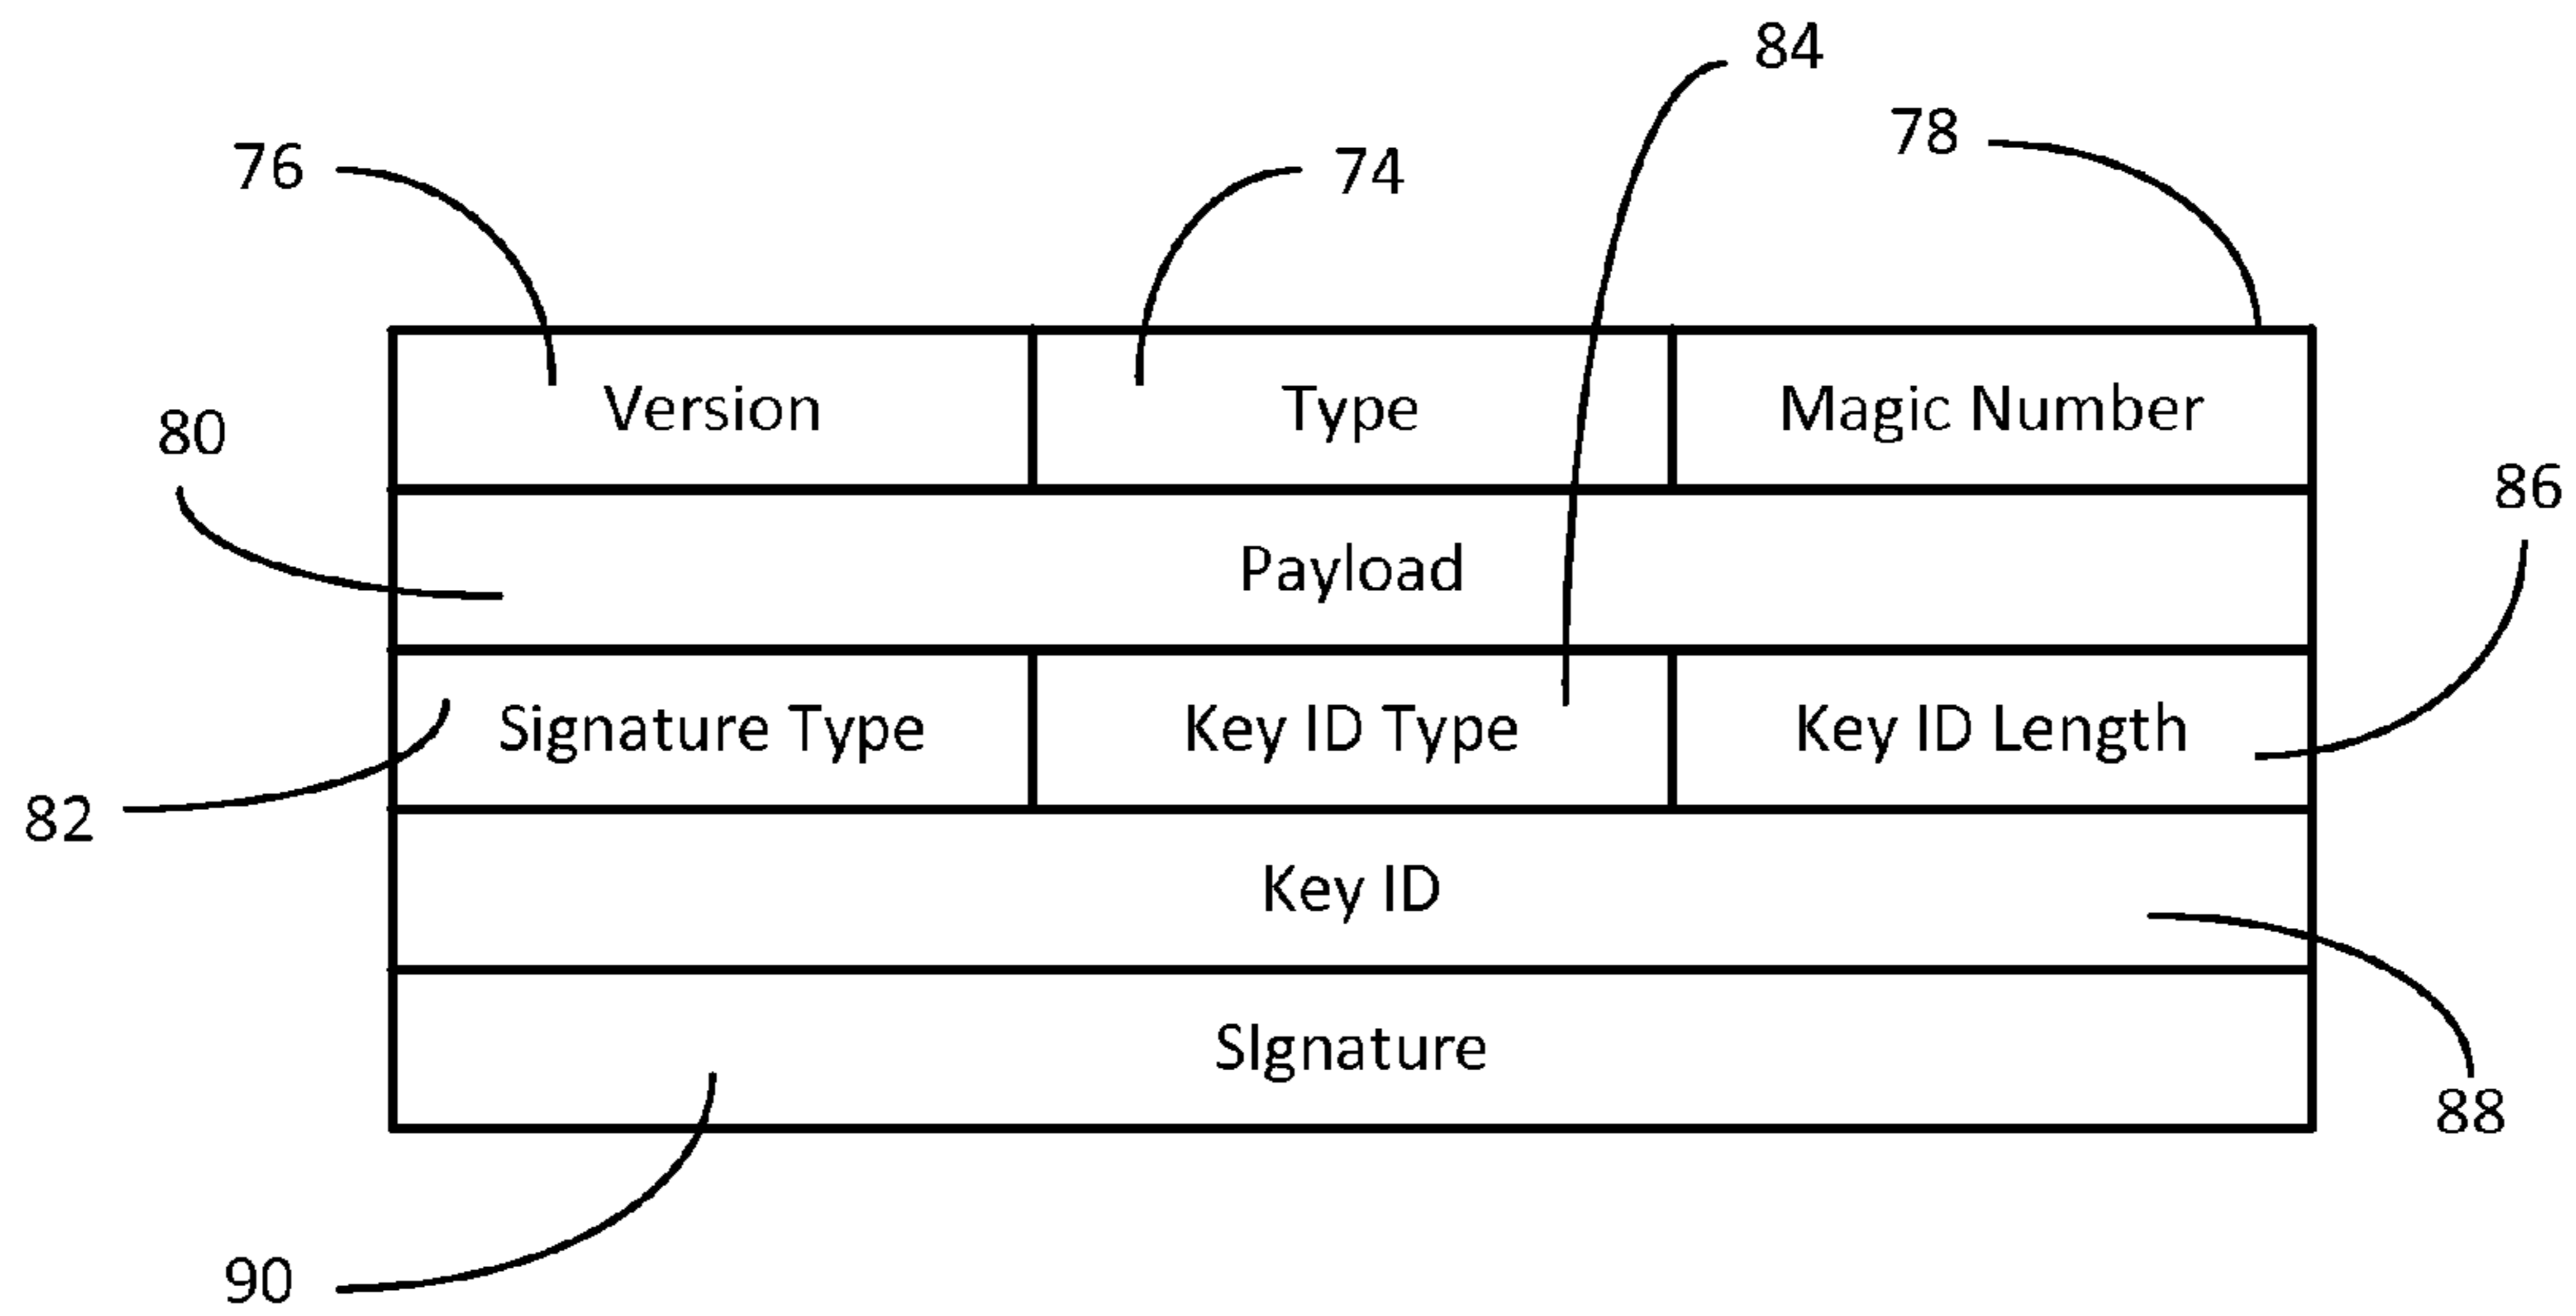 84
78
76
74
Version Type Magic Number
80
86
Payload
Signature Type Key ID Type Key ID Length
82
Key ID
SIgnature
88
90